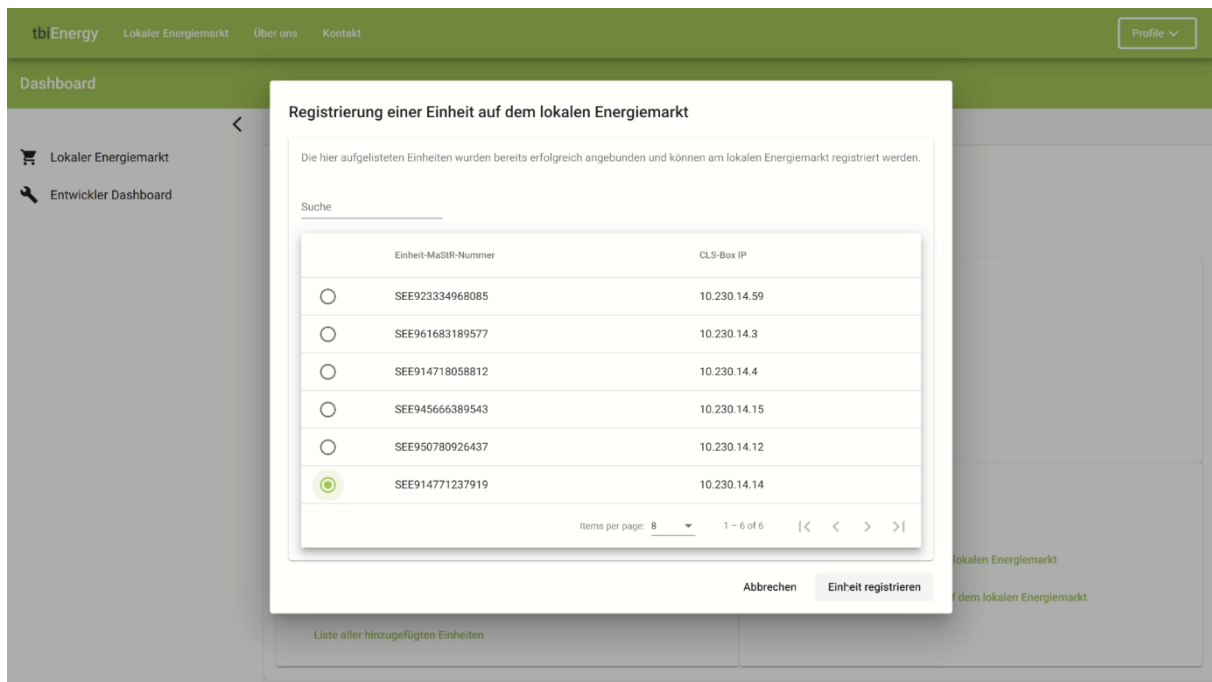 tbiEnergy Lokaler Energiemarkt Über uns Kontakt Profile
Dashboard
Lokaler Energiemarkt
Entwickler Dashboard
Registrierung einer Einheit auf dem lokalen Energiemarkt
Die hier aufgelisteten Einheiten wurden bereits erfolgreich angebunden und können am lokalen Energiemarkt registriert werden.
Suche
Einheit-MaStR-Nummer CLS-Box IP
SEE923334968085 10.230.14.59
SEE961683189577 10.230.14.3
SEE914718058812 10.230.14.4
SEE945666389543 10.230.14.15
SEE950780926437 10.230.14.12
SEE914771237919 10.230.14.14
Items per page: 8 1 – 6 of 6
lokalen Energiemarkt
Abbrechen Einheit registrieren
f dem lokalen Energiemarkt
Liste aller hinzugefügten Einheiten